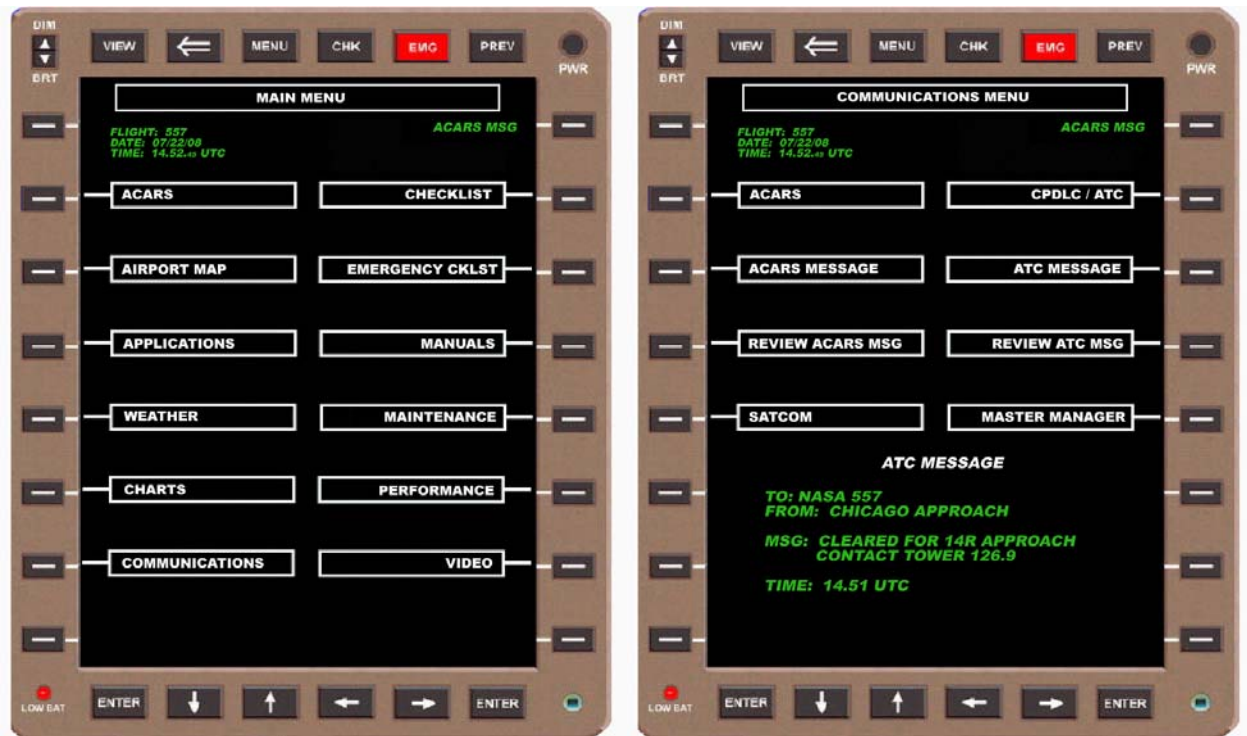 DIM
BRT
VIEW
MENU
CHK
EMG
PREV
PWR
MAIN MENU
FLIGHT: 557
DATE: 07/22/08
TIME: 14.52.49 UTC
ACARS MSG
ACARS
CHECKLIST
AIRPORT MAP
EMERGENCY CKLST
APPLICATIONS
MANUALS
WEATHER
MAINTENANCE
CHARTS
PERFORMANCE
COMMUNICATIONS
VIDEO
LOW BAT
ENTER
ENTER
DIM
BRT
VIEW
MENU
CHK
EMG
PREV
PWR
COMMUNICATIONS MENU
FLIGHT: 557
DATE: 07/22/08
TIME: 14.52.49 UTC
ACARS MSG
ACARS
CPDLC / ATC
ACARS MESSAGE
ATC MESSAGE
REVIEW ACARS MSG
REVIEW ATC MSG
SATCOM
MASTER MANAGER
ATC MESSAGE
TO: NASA 557
FROM: CHICAGO APPROACH
MSG: CLEARED FOR 14R APPROACH
CONTACT TOWER 126.9
TIME: 14.51 UTC
LOW BAT
ENTER
ENTER